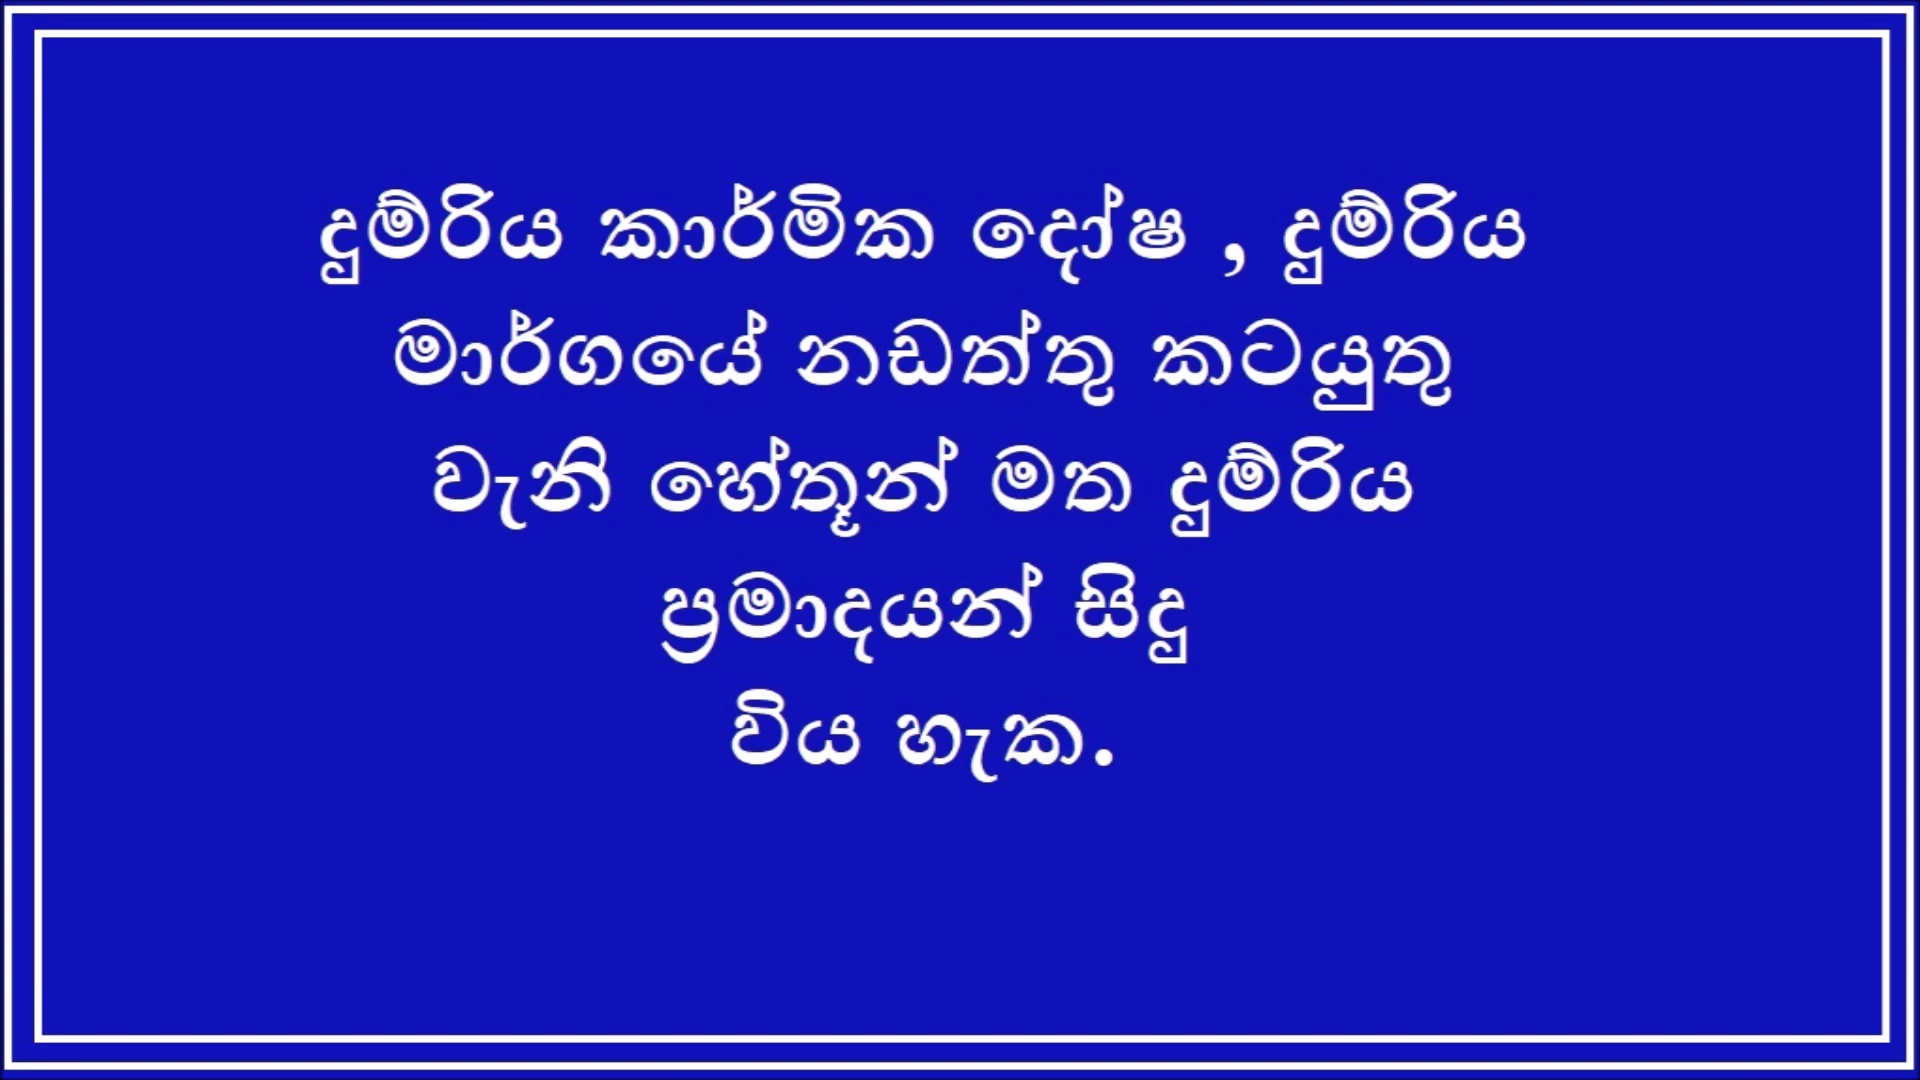 දුම්රිය කාර්මික දෝෂ , දුම්රිය
මාර්ගයේ නඩත්තු කටයුතු
වැනි හේතූන් මත දුම්රිය
ප්‍රමාදයන් සිදු
විය හැක.